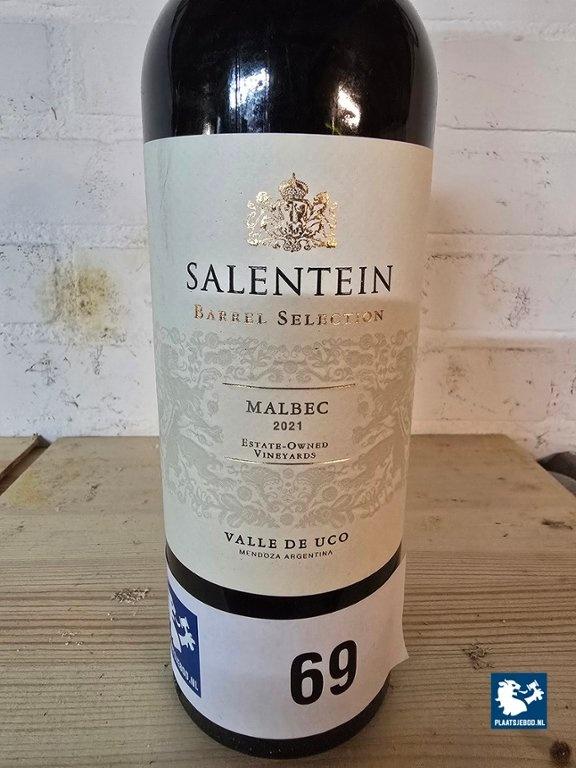 SALENTEIN
BARREL SELECTION
MALBEC
2021
ESTATE-OWNED
VINEYARDS
VALLE DE UCO
MENDOZA ARGENTINA
69
PLAATSJEBOD.NL